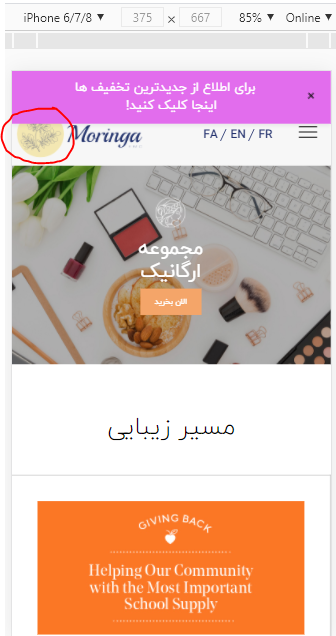 iPhone 6/7/8 ▼ 375 × 667 85% ▼ Online ▼
برای اطلاع از جدیدترین تخفیف ها
اینجا کلیک کنید!
×
Moringa
FA / EN / FR
مجموعه
ارگانیک
الان بخرید
مسیر زیبایی
GIVING BACK
Helping Our Community
with the Most Important
School Supply